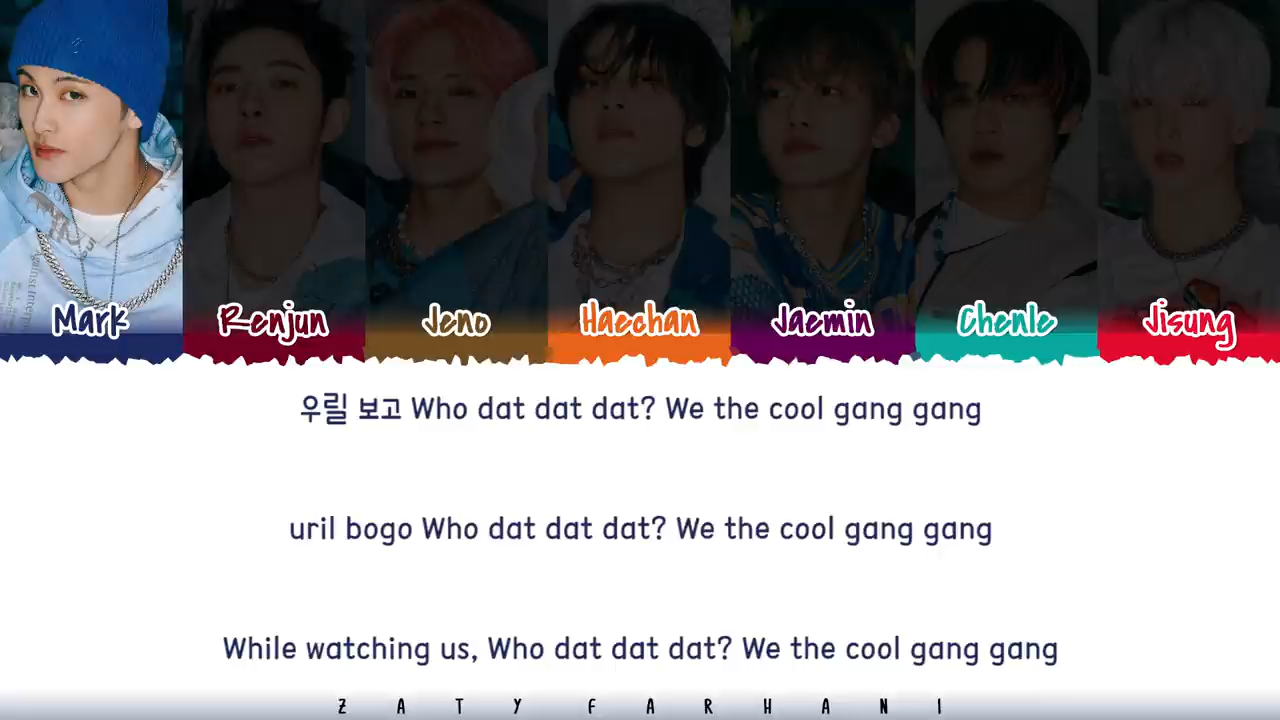 Mark Renjun Jeno Haechan Jaemin Chenle Jisung
우릴 보고 Who dat dat dat? We the cool gang gang
uril bogo Who dat dat dat? We the cool gang gang
While watching us, Who dat dat dat? We the cool gang gang
ZATY FARHANI